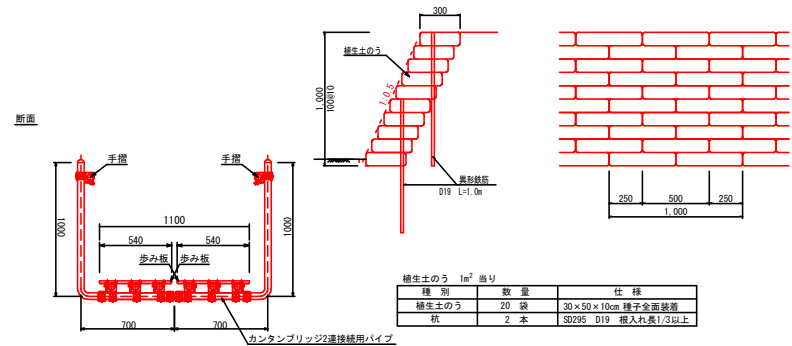 断面
手摺
手摺
1000
1000
1100
540
540
歩み板
歩み板
700
700
カンタンブリッジ2連接続用パイプ
300
植生土のう
1,000
100@10
1:0.5
異形鉄筋
D19 L=1.0m
250
500
250
1,000
植生土のう 1m² 当り
種 別 数 量 仕 様
植生土のう 20 袋 30×50×10cm 種子全面装着
杭 2 本 SD295 D19 根入れ長1/3以上